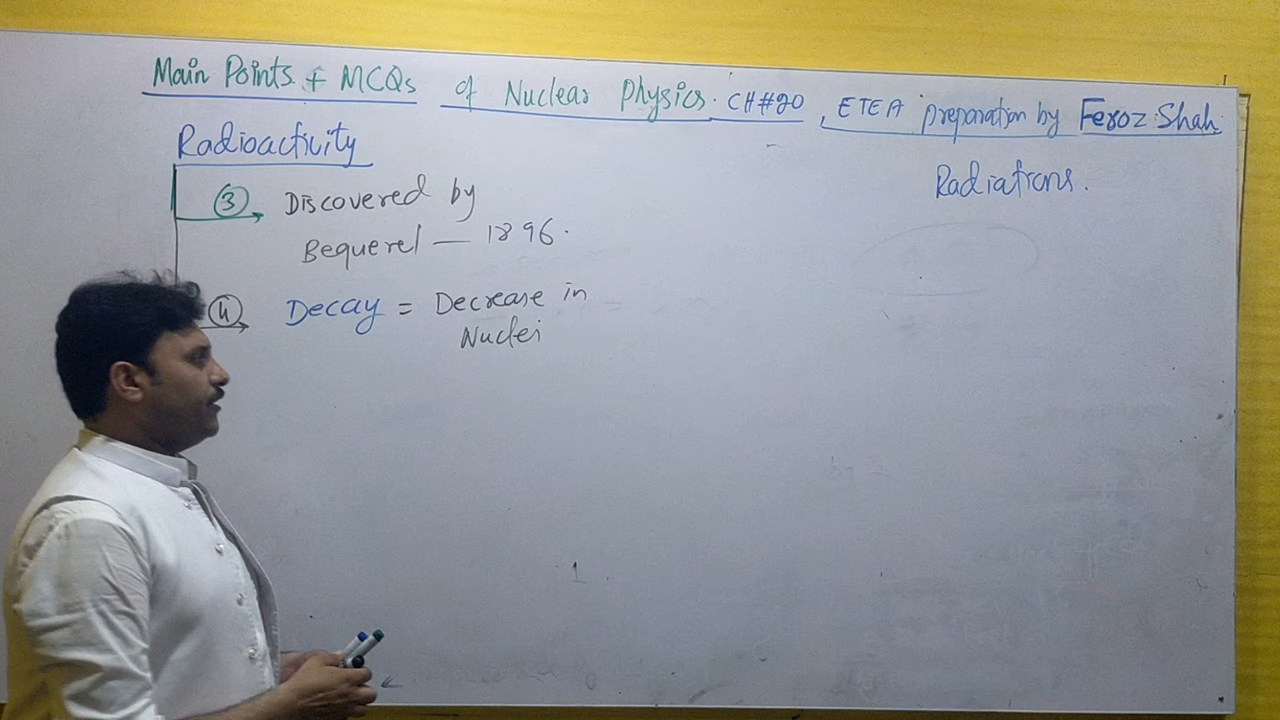 Main Points + MCQs of Nuclear Physics. CH#20, ETEA preparation by Feroz Shah
Radioactivity
③ Discovered by
Bequerel — 1896.
④ Decay = Decrease in
Nuclei
Radiations.